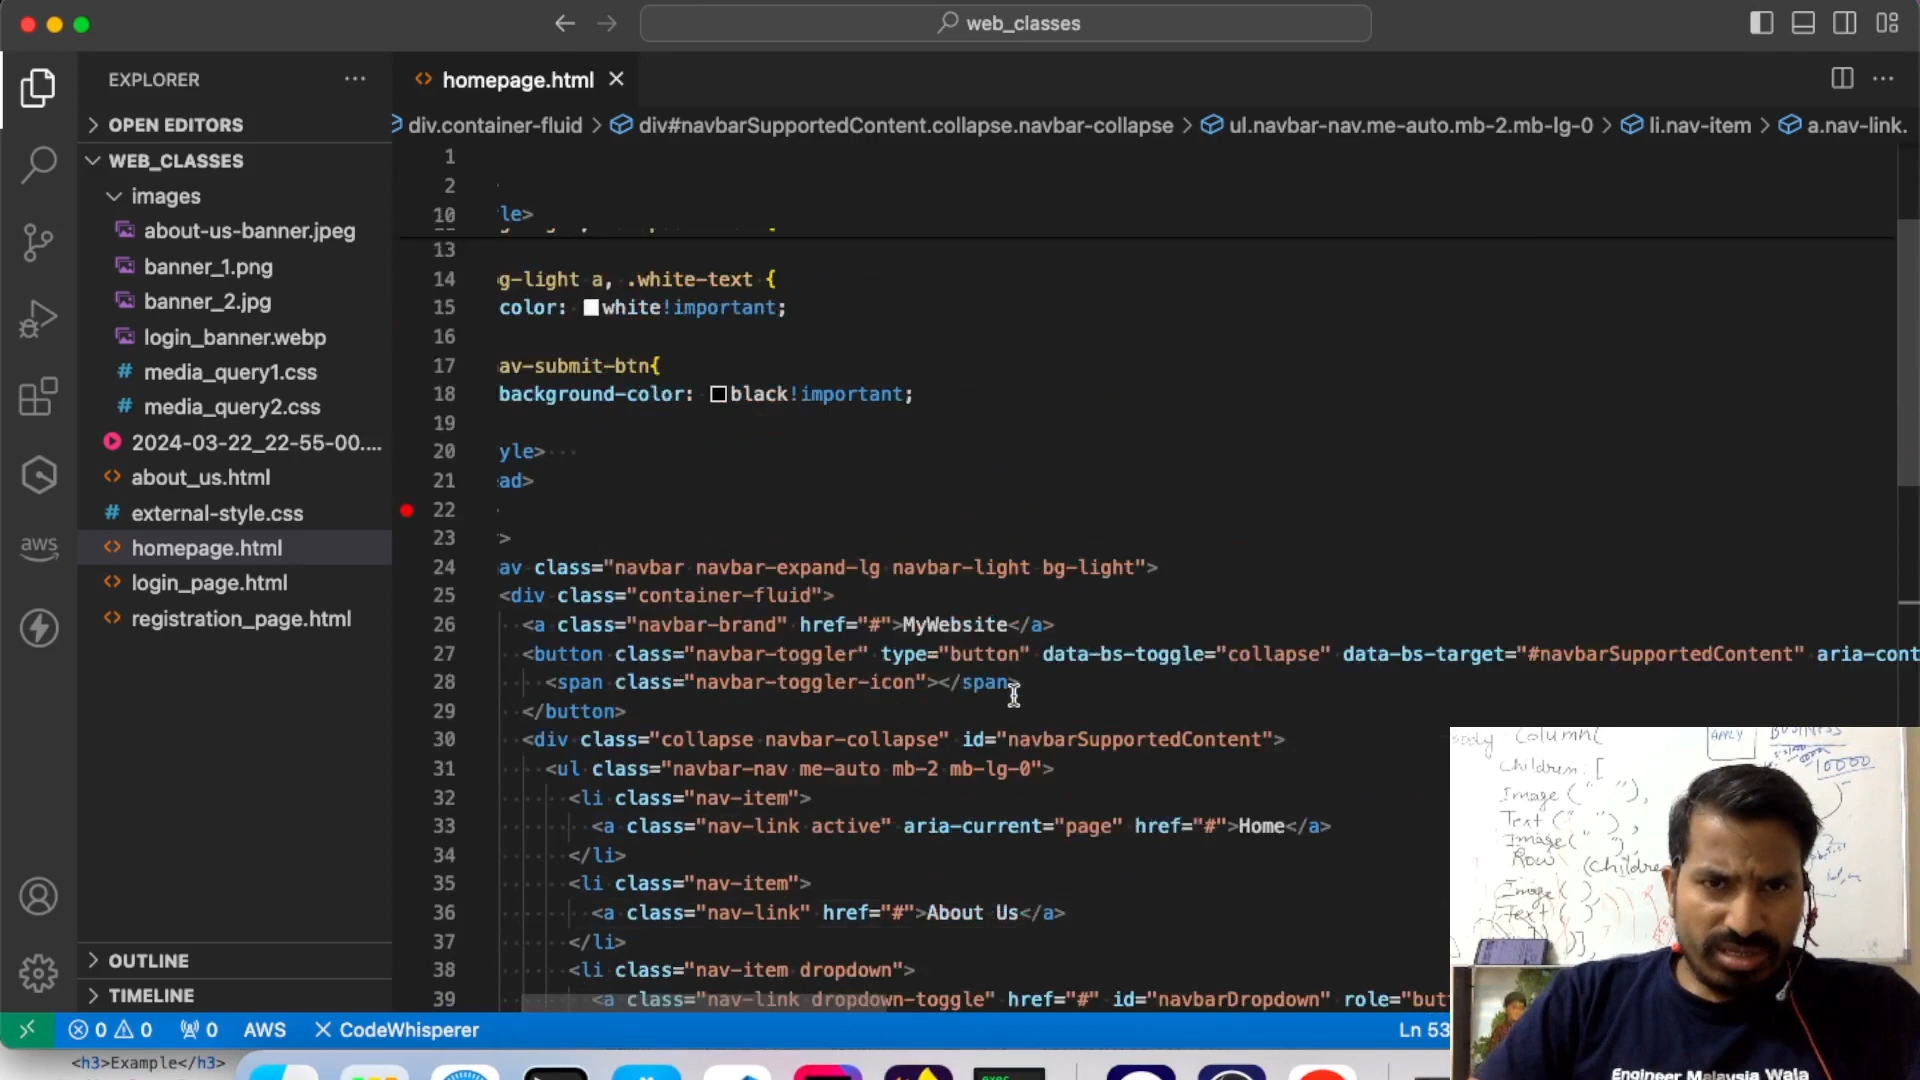 web_classes
EXPLORER
homepage.html
OPEN EDITORS
div.container-fluid > div#navbarSupportedContent.collapse.navbar-collapse > ul.navbar-nav.me-auto.mb-2.mb-lg-0 > li.nav-item > a.nav-link.
WEB_CLASSES
images
about-us-banner.jpeg
banner_1.png
banner_2.jpg
login_banner.webp
media_query1.css
media_query2.css
2024-03-22_22-55-00....
about_us.html
external-style.css
homepage.html
login_page.html
registration_page.html
aws
OUTLINE
TIMELINE
1
2
10 le>
13
14 g-light a, .white-text {
15 color: white!important;
16
17 av-submit-btn{
18 background-color: black!important;
19
20 yle>
21 ad>
22
23 >
24 av class="navbar navbar-expand-lg navbar-light bg-light">
25 <div class="container-fluid">
26 <a class="navbar-brand" href="#">MyWebsite</a>
27 <button class="navbar-toggler" type="button" data-bs-toggle="collapse" data-bs-target="#navbarSupportedContent" aria-cont
28 <span class="navbar-toggler-icon"></span>
29 </button>
30 <div class="collapse navbar-collapse" id="navbarSupportedContent">
31 <ul class="navbar-nav me-auto mb-2 mb-lg-0">
32 <li class="nav-item">
33 <a class="nav-link active" aria-current="page" href="#">Home</a>
34 </li>
35 <li class="nav-item">
36 <a class="nav-link" href="#">About Us</a>
37 </li>
38 <li class="nav-item dropdown">
39 <a class="nav-link dropdown-toggle" href="#" id="navbarDropdown" role="but
0 0 0 AWS CodeWhisperer
Ln 53
<h3>Example</h3>
exec
Column(
Children: [
Image (" "),
Text (" "),
Image(" "),
Row (childre
Image( )
Text ( )
APPLY
BUSINESS
10000
Engineer Malaysia Wala